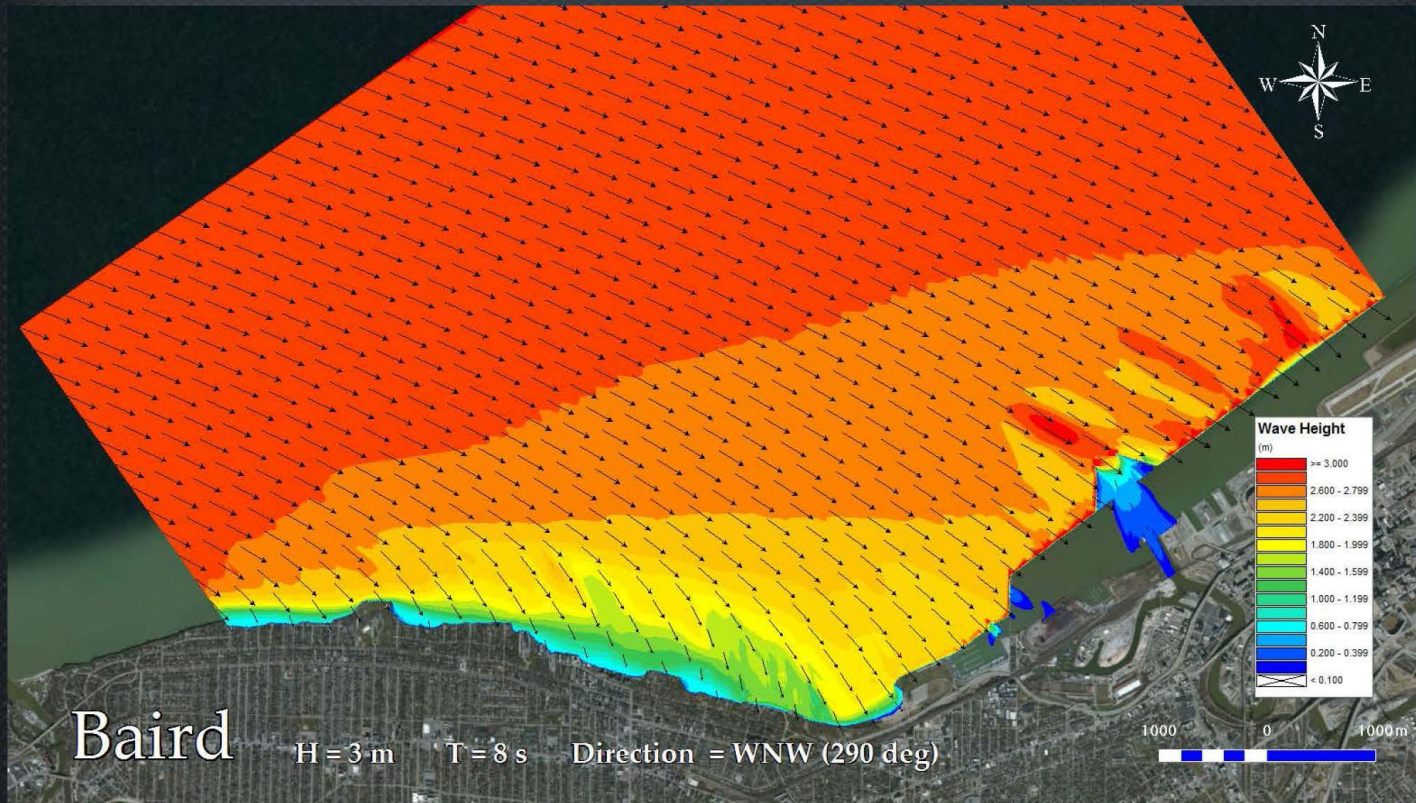 N
W E
S
Wave Height
(m)
>= 3.000
2.600 - 2.799
2.200 - 2.399
1.800 - 1.999
1.400 - 1.599
1.000 - 1.199
0.600 - 0.799
0.200 - 0.399
< 0.100
1000 0 1000m
Baird
H = 3 m T = 8 s Direction = WNW (290 deg)